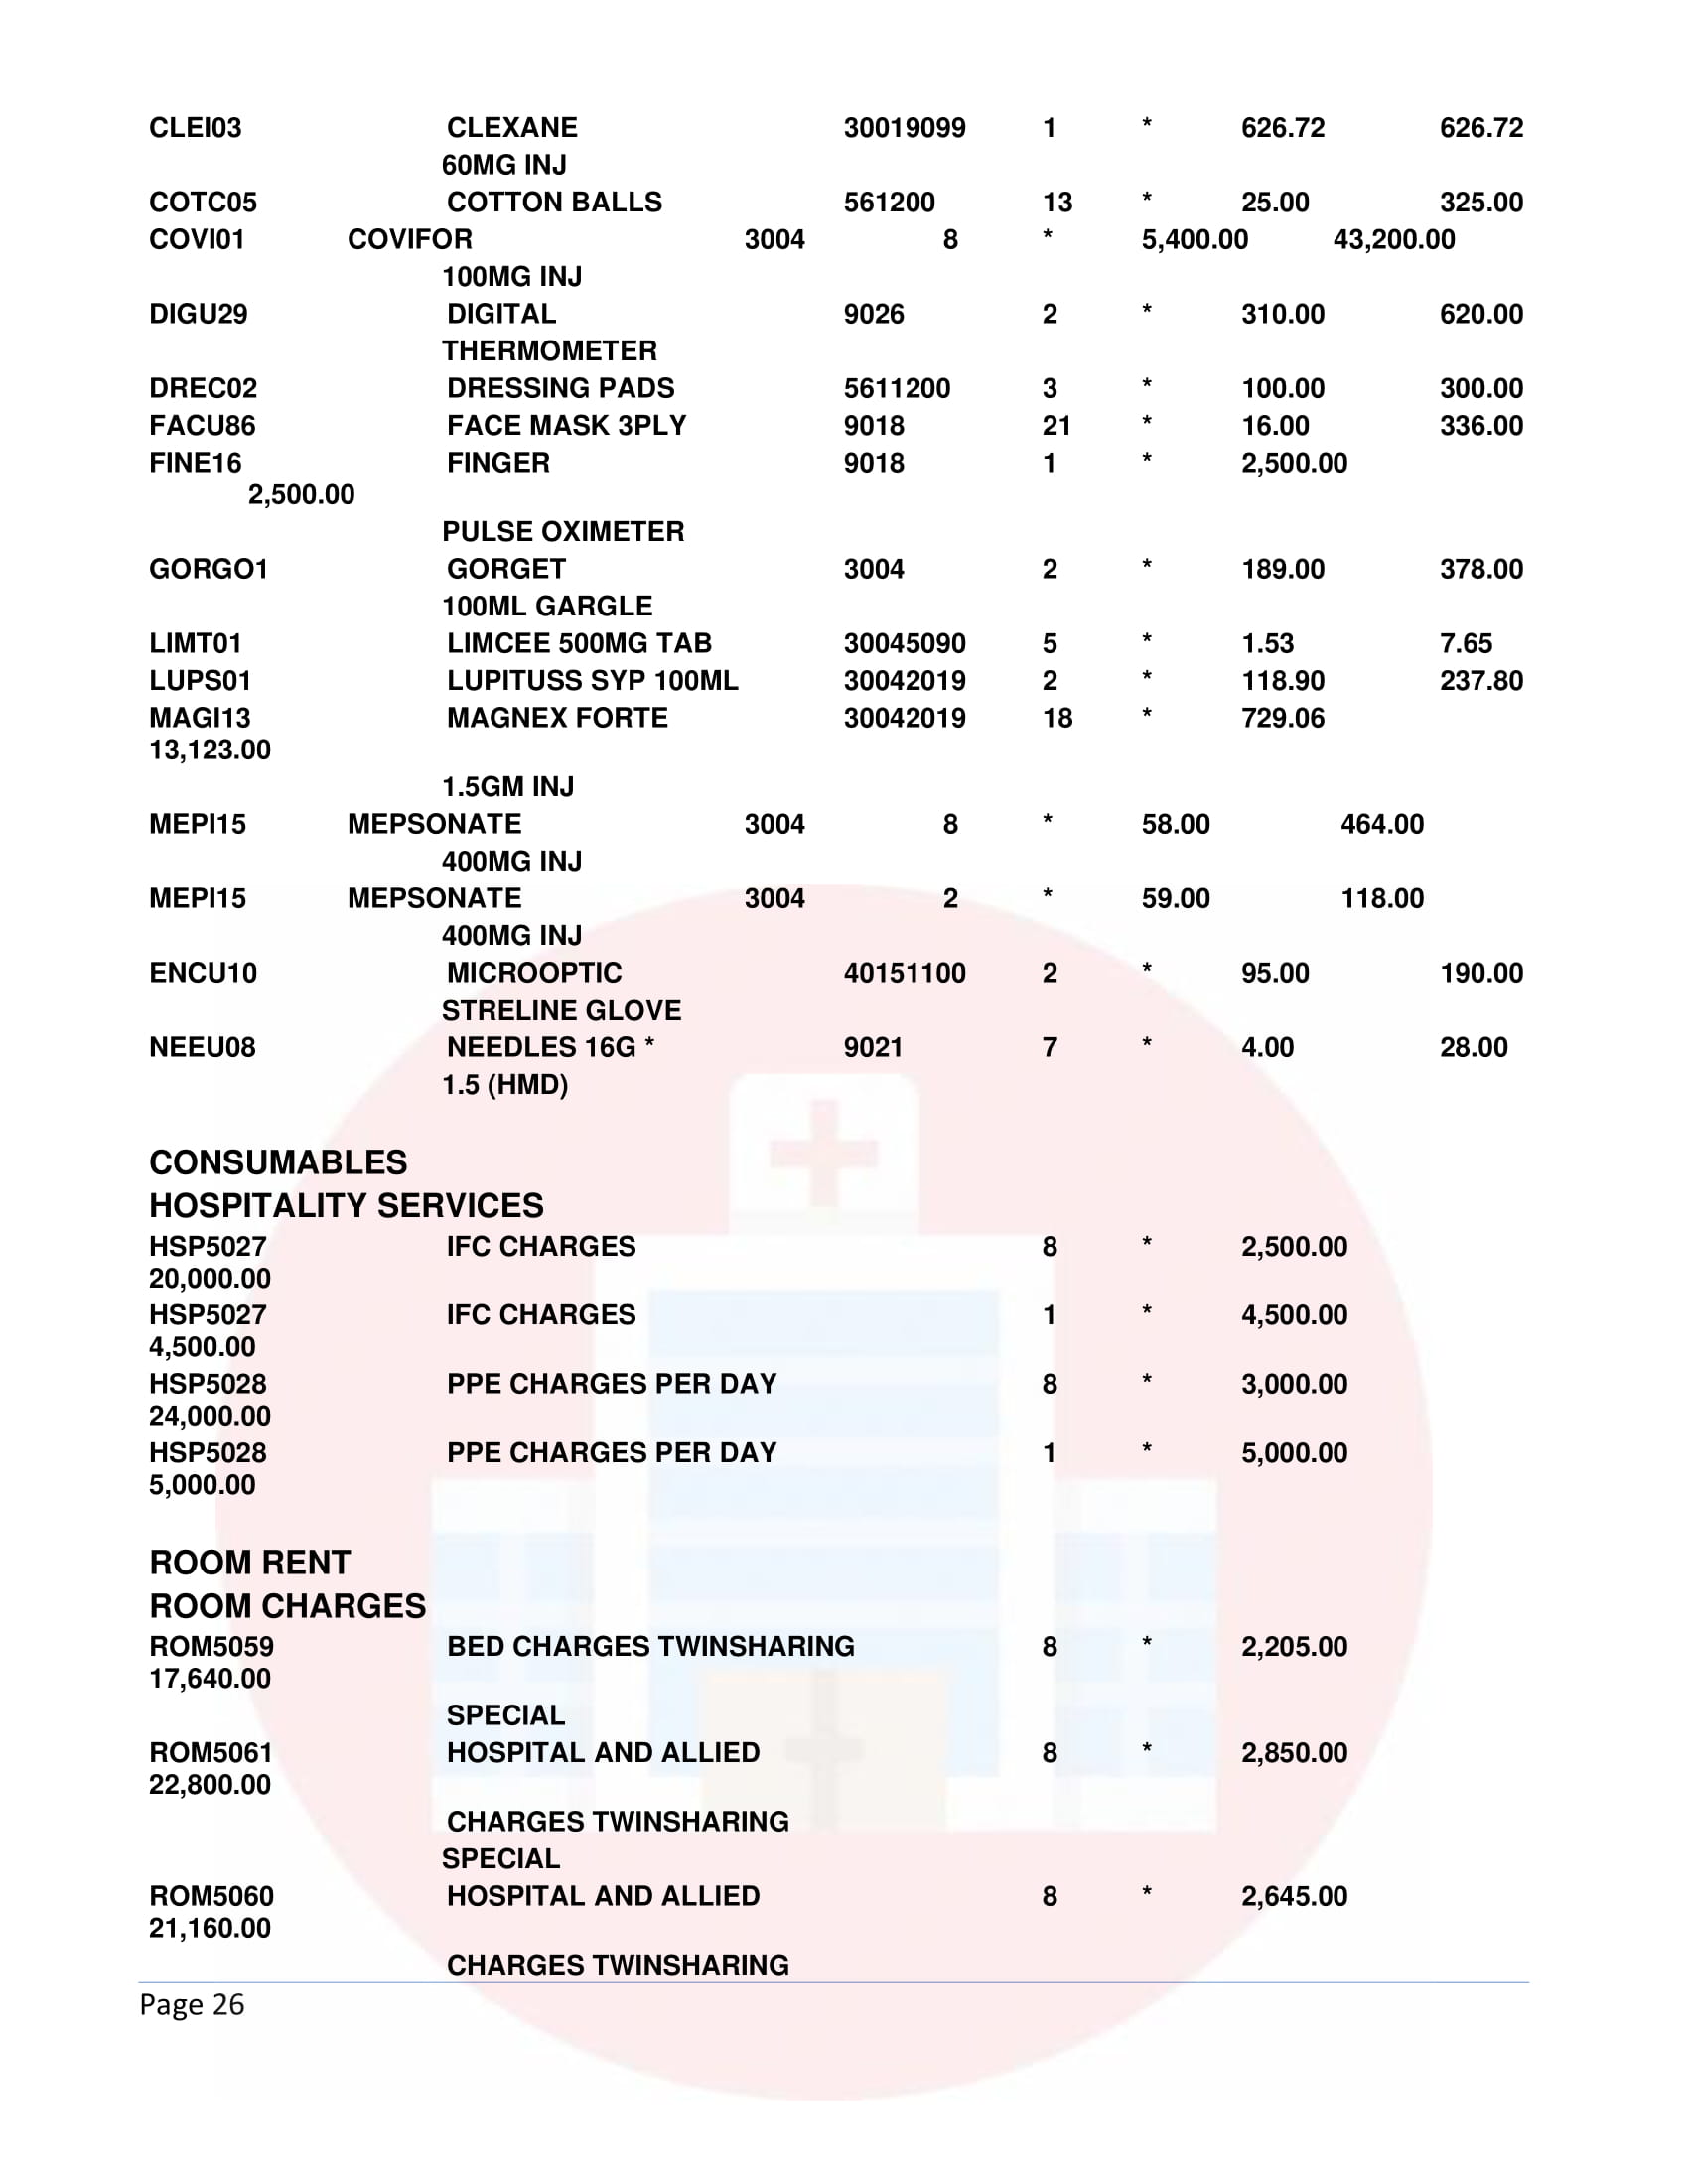 CLEI03 CLEXANE 30019099 1 * 626.72 626.72
60MG INJ
COTC05 COTTON BALLS 561200 13 * 25.00 325.00
COVI01 COVIFOR 3004 8 * 5,400.00 43,200.00
100MG INJ
DIGU29 DIGITAL 9026 2 * 310.00 620.00
THERMOMETER
DREC02 DRESSING PADS 5611200 3 * 100.00 300.00
FACU86 FACE MASK 3PLY 9018 21 * 16.00 336.00
FINE16 FINGER 9018 1 * 2,500.00
2,500.00
PULSE OXIMETER
GORGO1 GORGET 3004 2 * 189.00 378.00
100ML GARGLE
LIMT01 LIMCEE 500MG TAB 30045090 5 * 1.53 7.65
LUPS01 LUPITUSS SYP 100ML 30042019 2 * 118.90 237.80
MAGI13 MAGNEX FORTE 30042019 18 * 729.06
13,123.00
1.5GM INJ
MEPI15 MEPSONATE 3004 8 * 58.00 464.00
400MG INJ
MEPI15 MEPSONATE 3004 2 * 59.00 118.00
400MG INJ
ENCU10 MICROOPTIC 40151100 2 * 95.00 190.00
STRELINE GLOVE
NEEU08 NEEDLES 16G * 9021 7 * 4.00 28.00
1.5 (HMD)
CONSUMABLES
HOSPITALITY SERVICES
HSP5027 IFC CHARGES 8 * 2,500.00
20,000.00
HSP5027 IFC CHARGES 1 * 4,500.00
4,500.00
HSP5028 PPE CHARGES PER DAY 8 * 3,000.00
24,000.00
HSP5028 PPE CHARGES PER DAY 1 * 5,000.00
5,000.00
ROOM RENT
ROOM CHARGES
ROM5059 BED CHARGES TWINSHARING 8 * 2,205.00
17,640.00
SPECIAL
ROM5061 HOSPITAL AND ALLIED 8 * 2,850.00
22,800.00
CHARGES TWINSHARING
SPECIAL
ROM5060 HOSPITAL AND ALLIED 8 * 2,645.00
21,160.00
CHARGES TWINSHARING
Page 26